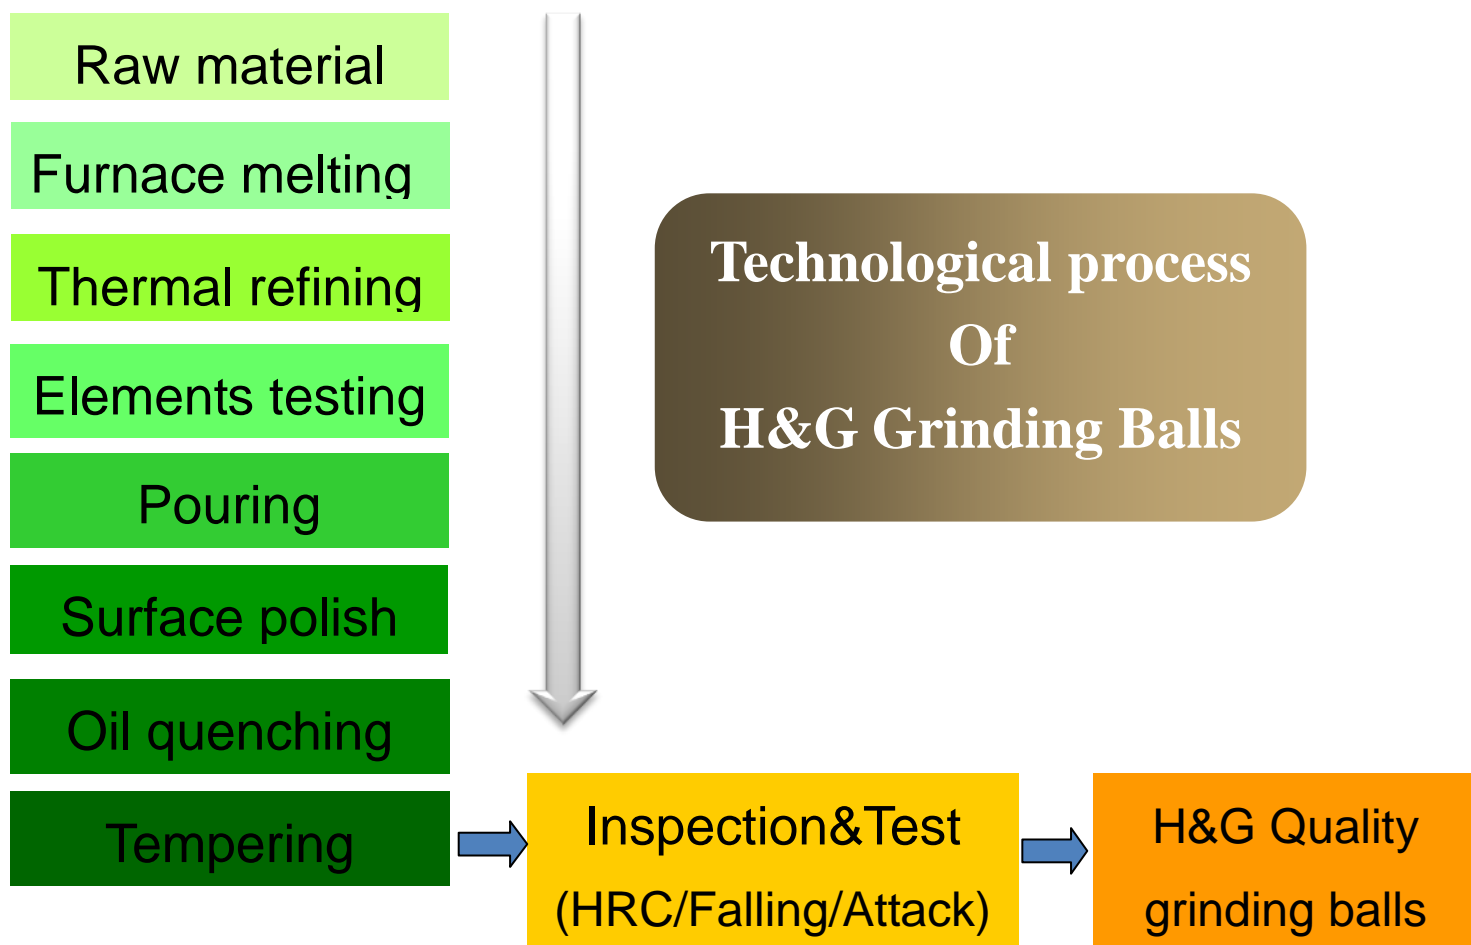 Raw material
Furnace melting
Thermal refining
Elements testing
Pouring
Surface polish
Oil quenching
Tempering
Technological process
Of
H&G Grinding Balls
Inspection&Test
(HRC/Falling/Attack)
H&G Quality
grinding balls